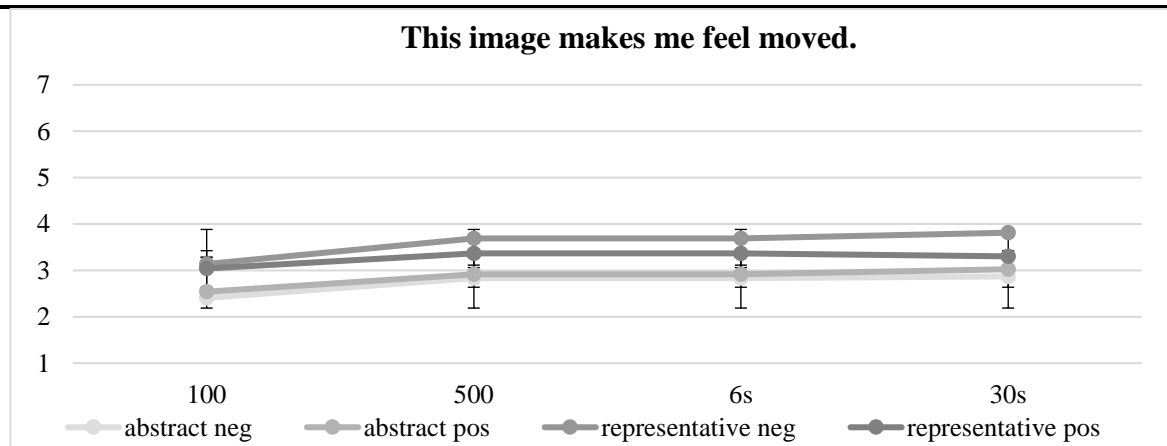 This image makes me feel moved.
7
6
5
4
3
2
1
100 500 6s 30s
abstract neg abstract pos representative neg representative pos